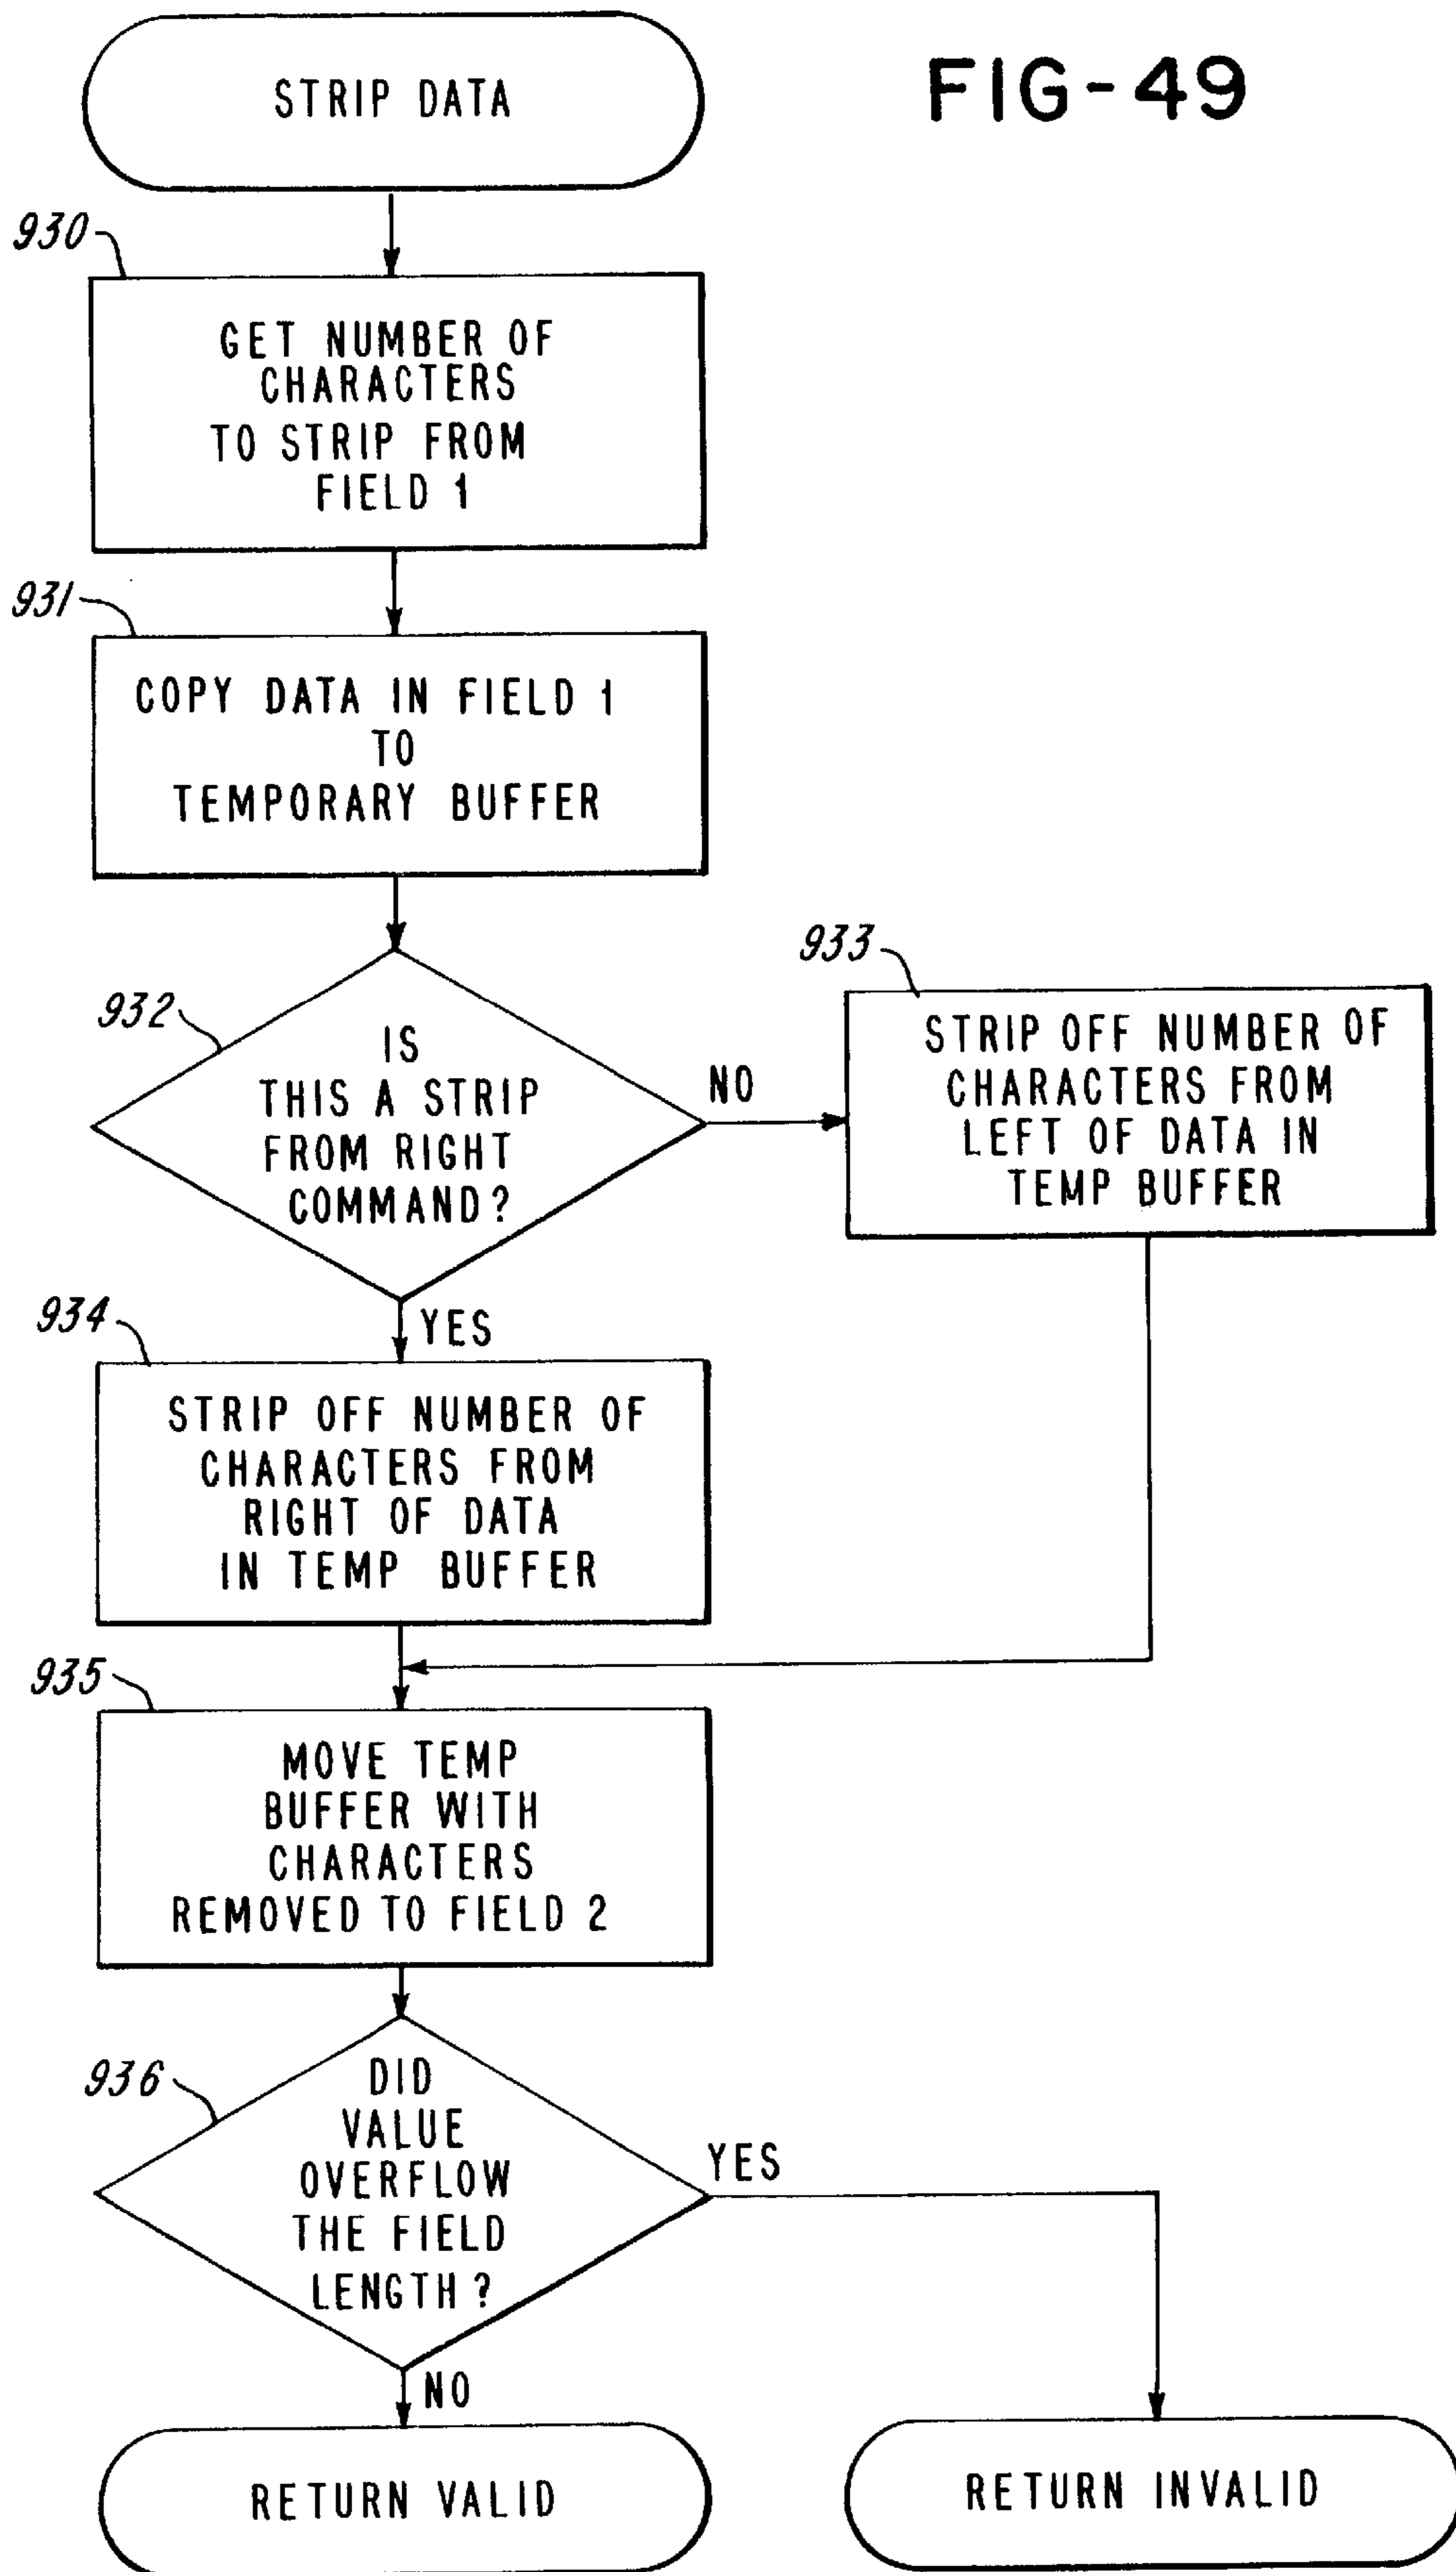 FIG-49
STRIP DATA
930
GET NUMBER OF
CHARACTERS
TO STRIP FROM
FIELD 1
931
COPY DATA IN FIELD 1
TO
TEMPORARY BUFFER
932
IS
THIS A STRIP
FROM RIGHT
COMMAND?
NO
933
STRIP OFF NUMBER OF
CHARACTERS FROM
LEFT OF DATA IN
TEMP BUFFER
YES
934
STRIP OFF NUMBER OF
CHARACTERS FROM
RIGHT OF DATA
IN TEMP BUFFER
935
MOVE TEMP
BUFFER WITH
CHARACTERS
REMOVED TO FIELD 2
936
DID
VALUE
OVERFLOW
THE FIELD
LENGTH?
YES
NO
RETURN VALID
RETURN INVALID